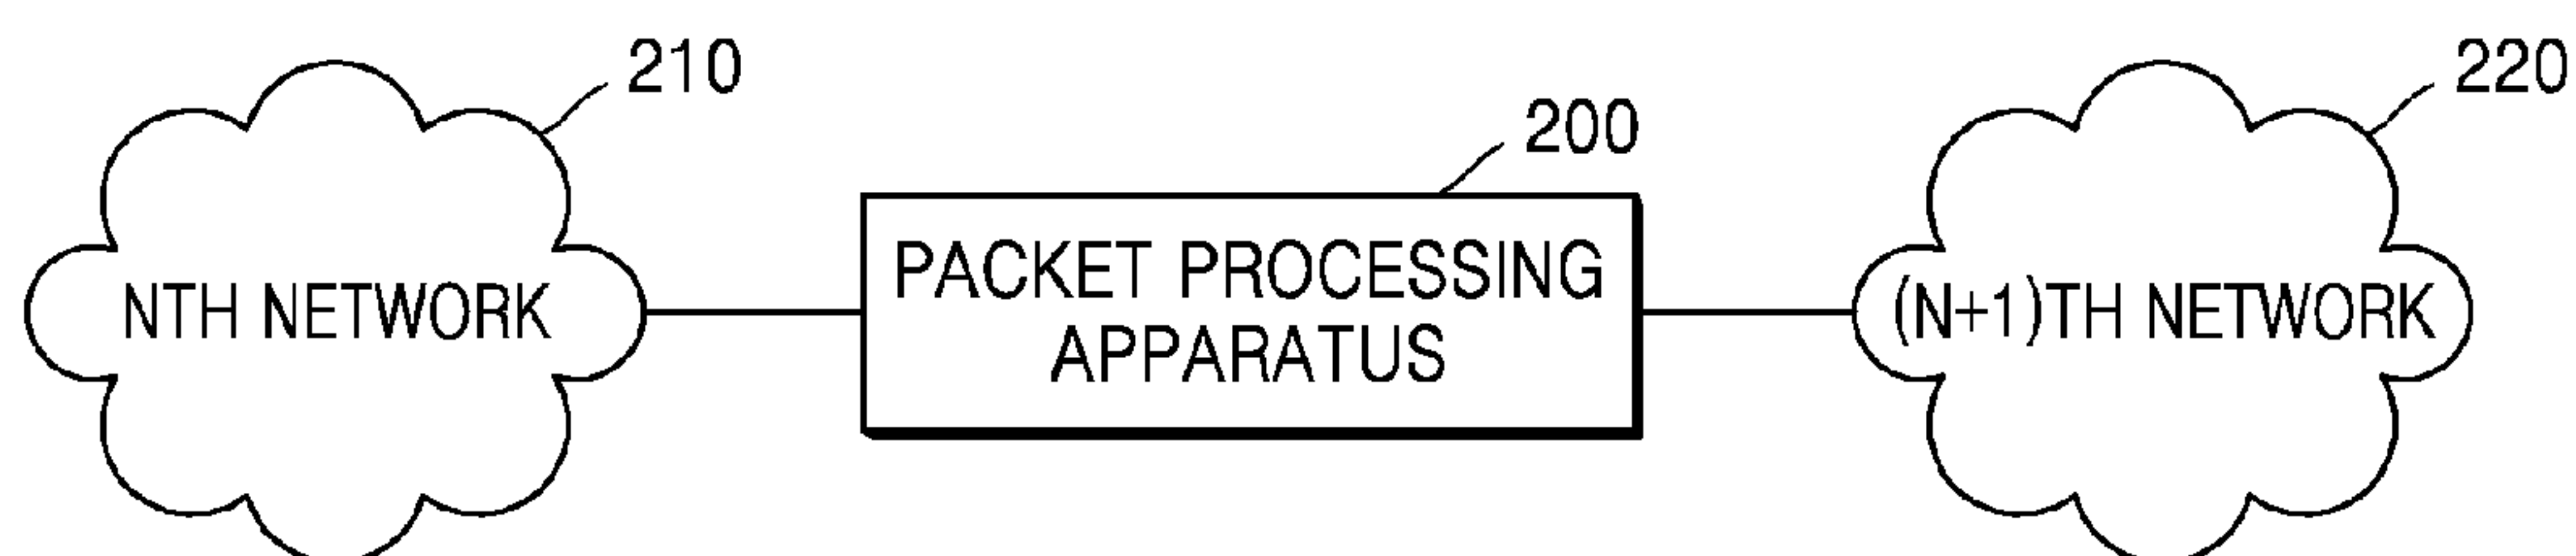 210
220
200
PACKET PROCESSING
APPARATUS
NTH NETWORK
(N+1)TH NETWORK